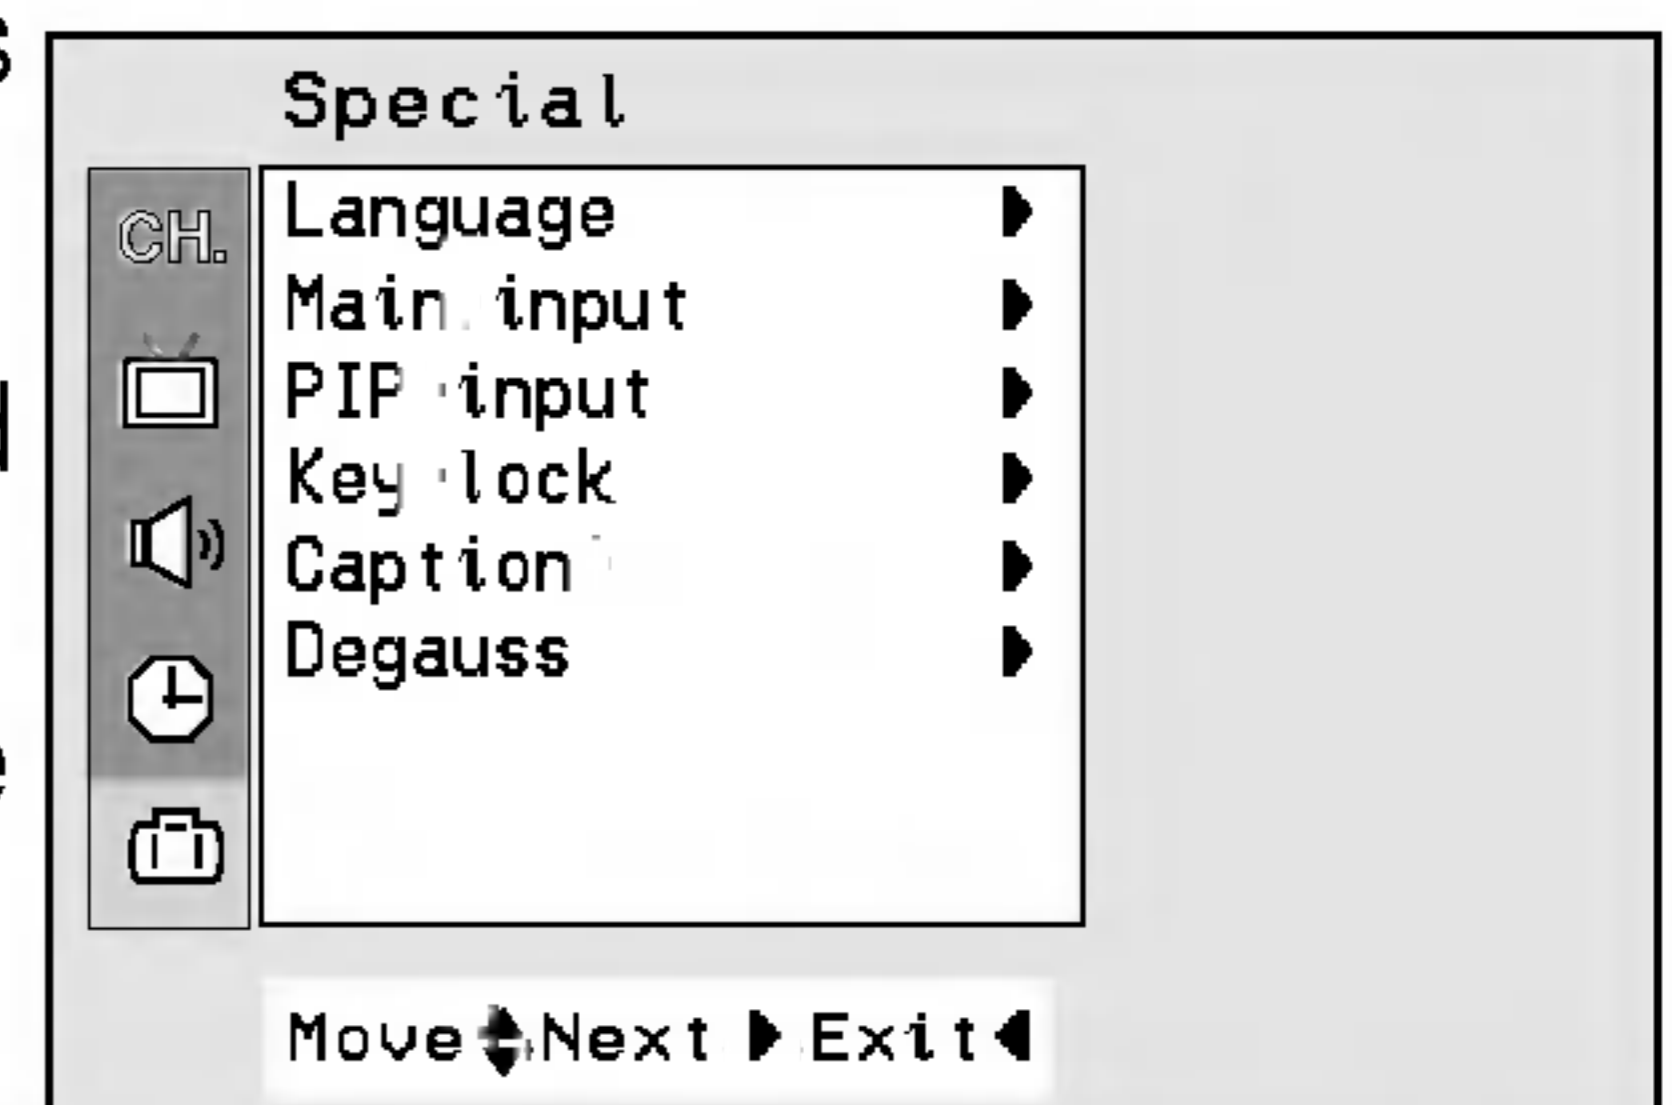 Special
CH.
Language ▶
Main input ▶
PIP input ▶
Key lock ▶
Caption ▶
Degauss ▶
Move ▲▼ Next ▶ Exit ◀